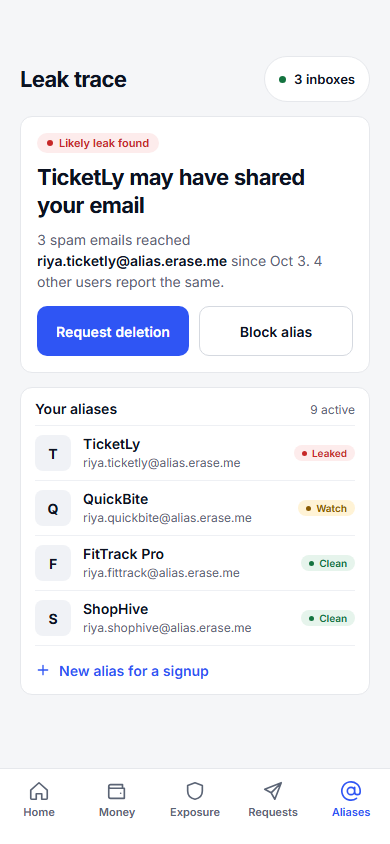 Leak trace
3 inboxes
Likely leak found
TicketLy may have shared
your email
3 spam emails reached
riya.ticketly@alias.erase.me since Oct 3. 4
other users report the same.
Request deletion
Block alias
Your aliases
9 active
T
TicketLy
riya.ticketly@alias.erase.me
Leaked
Q
QuickBite
riya.quickbite@alias.erase.me
Watch
F
FitTrack Pro
riya.fittrack@alias.erase.me
Clean
S
ShopHive
riya.shophive@alias.erase.me
Clean
+ New alias for a signup
Home
Money
Exposure
Requests
Aliases